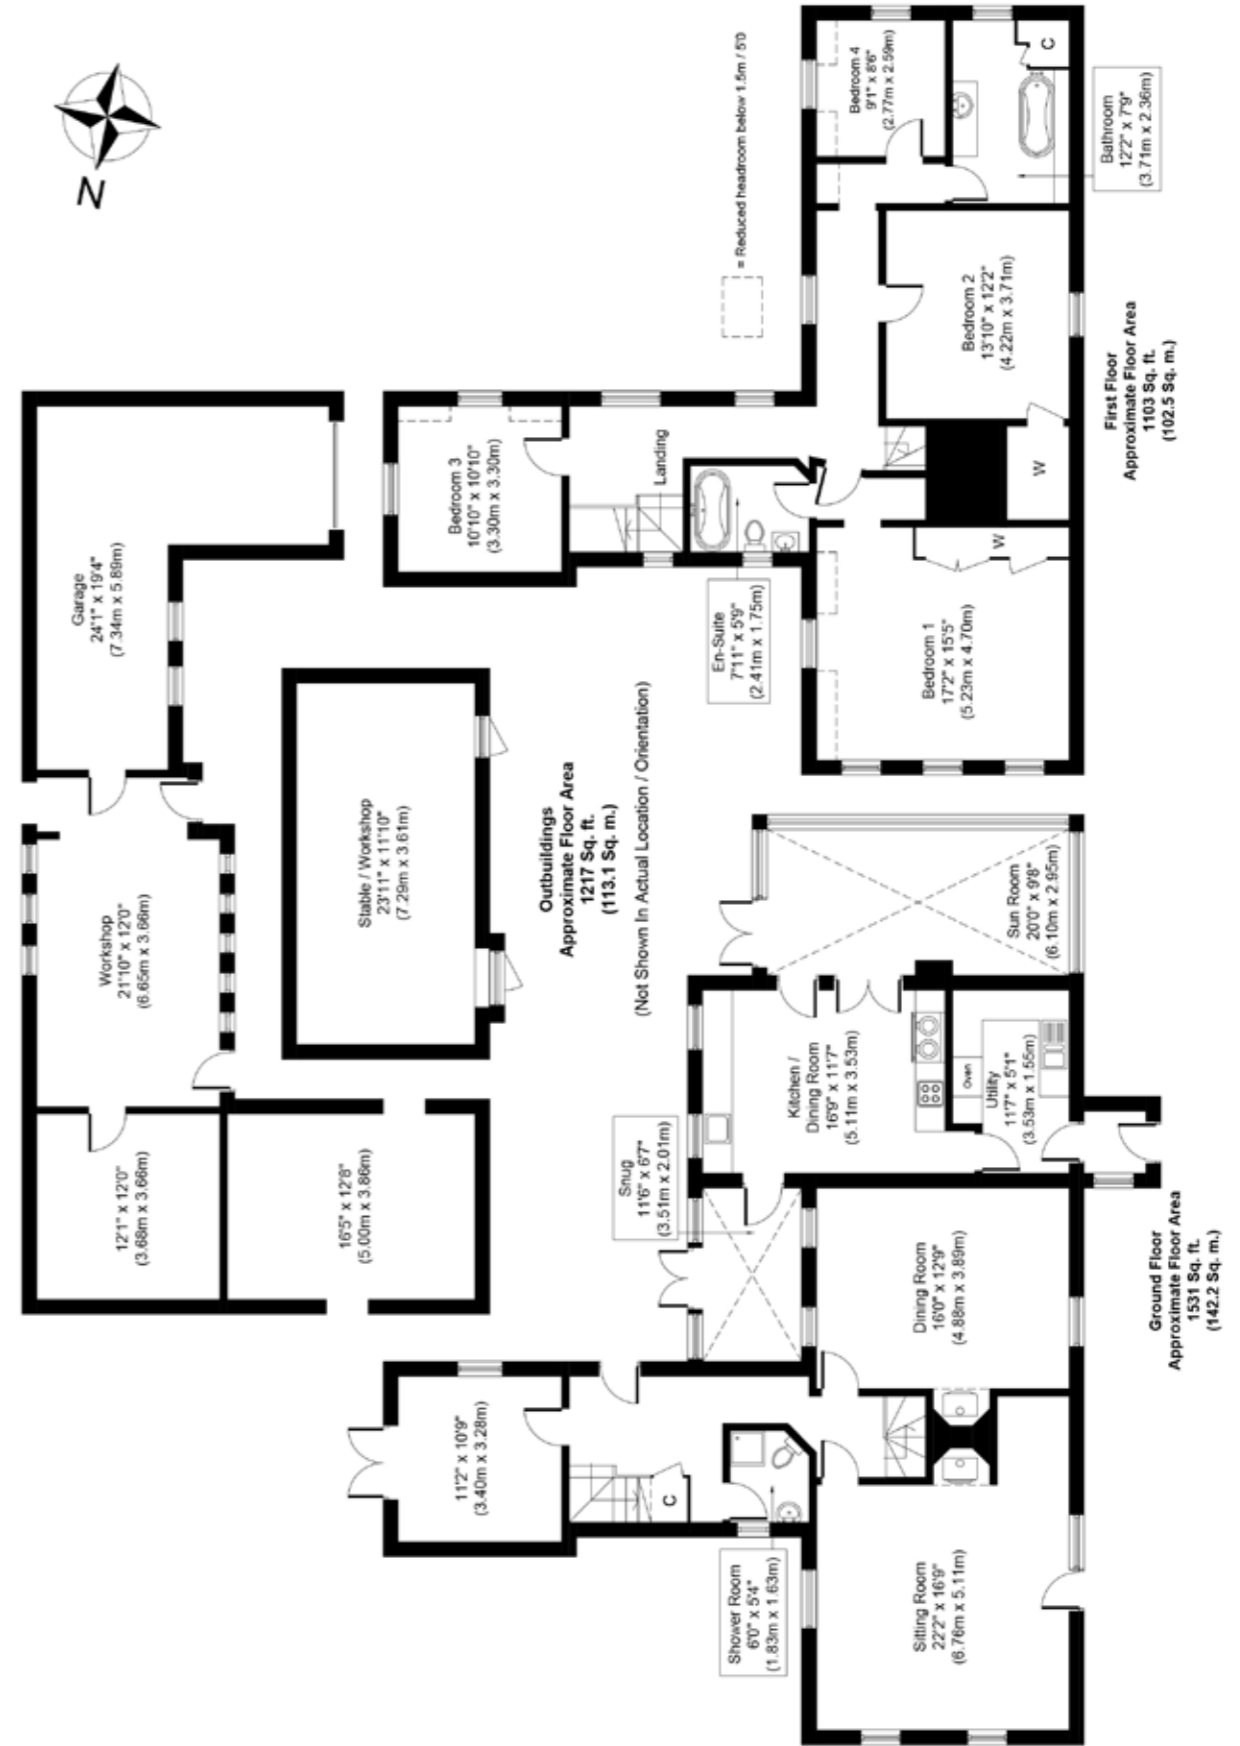 N
Garage
24'1" x 19'4"
(7.34m x 5.89m)
Workshop
21'10" x 12'0"
(6.65m x 3.66m)
12'1" x 12'0"
(3.68m x 3.66m)
16'5" x 12'8"
(5.00m x 3.86m)
Stable / Workshop
23'11" x 11'10"
(7.29m x 3.61m)
Outbuildings
Approximate Floor Area
1217 Sq. ft.
(113.1 Sq. m.)
(Not Shown In Actual Location / Orientation)
= Reduced headroom below 1.5m / 5'0
Bedroom 3
10'10" x 10'10"
(3.30m x 3.30m)
Landing
En-Suite
7'11" x 5'9"
(2.41m x 1.75m)
Bedroom 1
17'2" x 15'5"
(5.23m x 4.70m)
W
W
Bedroom 2
13'10" x 12'2"
(4.22m x 3.71m)
Bedroom 4
9'1" x 8'6"
(2.77m x 2.59m)
C
Bathroom
12'2" x 7'9"
(3.71m x 2.36m)
First Floor
Approximate Floor Area
1103 Sq. ft.
(102.5 Sq. m.)
11'2" x 10'9"
(3.40m x 3.28m)
C
Shower Room
6'0" x 5'4"
(1.83m x 1.63m)
Sitting Room
22'2" x 16'9"
(6.76m x 5.11m)
Snug
11'6" x 6'7"
(3.51m x 2.01m)
Dining Room
16'0" x 12'9"
(4.88m x 3.89m)
Kitchen /
Dining Room
16'9" x 11'7"
(5.11m x 3.53m)
Oven
Utility
11'7" x 5'1"
(3.53m x 1.55m)
Sun Room
20'0" x 9'8"
(6.10m x 2.95m)
Ground Floor
Approximate Floor Area
1531 Sq. ft.
(142.2 Sq. m.)